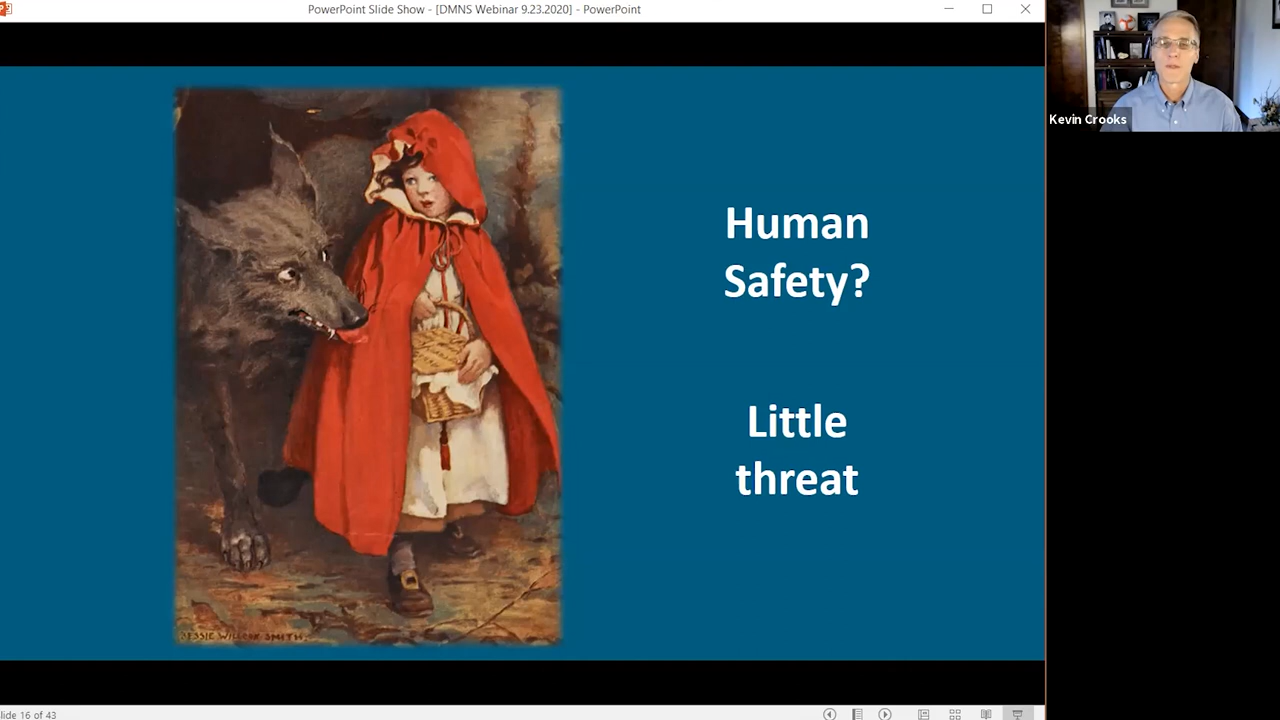 PowerPoint Slide Show - [DMNS Webinar 9.23.2020] - PowerPoint
Kevin Crooks
Human
Safety?
Little
threat
JESSIE WILLCOX SMITH
lide 16 of 43